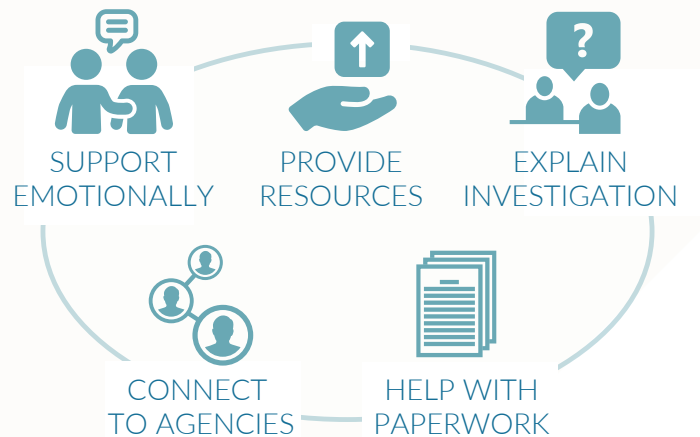 ?
SUPPORT
EMOTIONALLY
PROVIDE
RESOURCES
EXPLAIN
INVESTIGATION
CONNECT
TO AGENCIES
HELP WITH
PAPERWORK